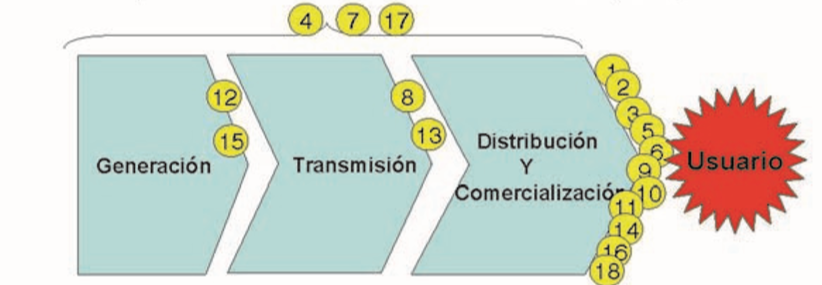 4 7 17
12
15
8
13
1
2
3
5
6
9
10
11
14
16
18
Generación
Transmisión
Distribución
Y
Comercialización
Usuario